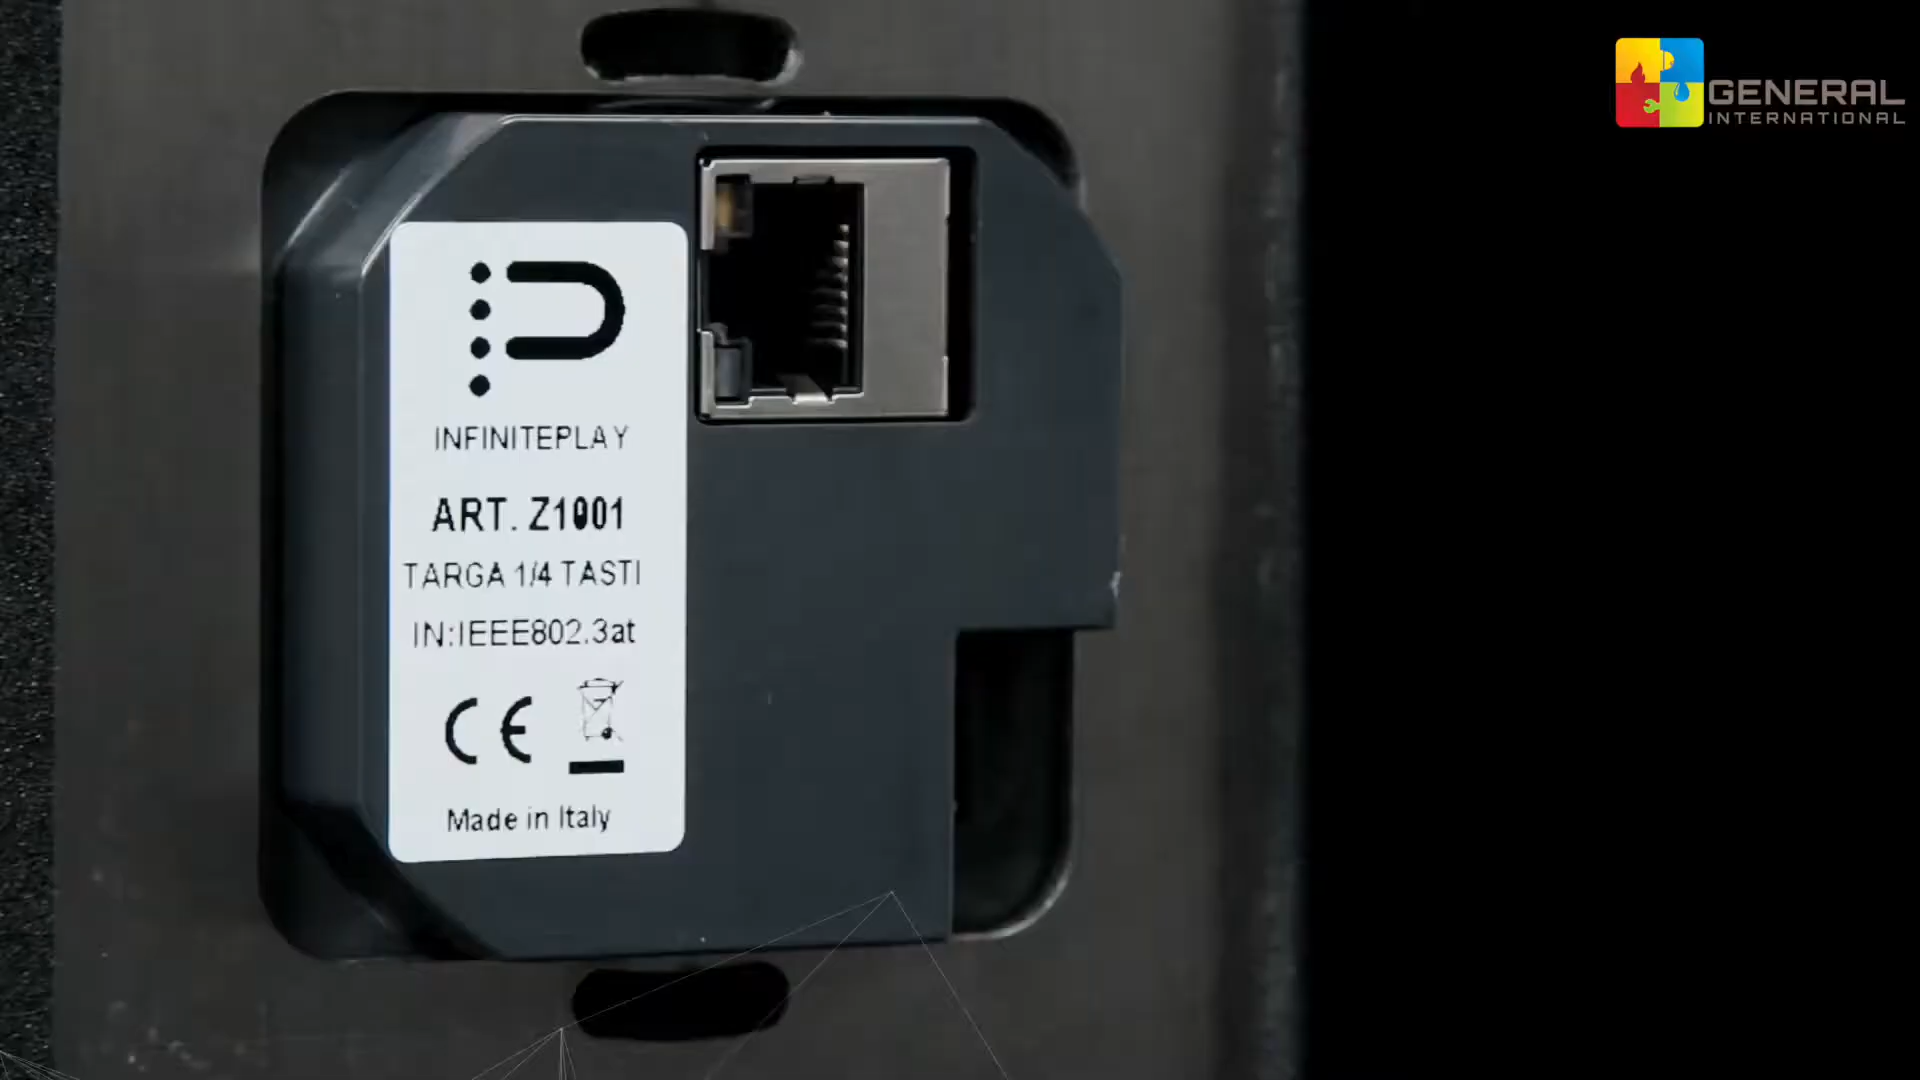 INFINITEPLAY
ART. Z1001
TARGA 1/4 TASTI
IN:IEEE802.3at
CE
Made in Italy
GENERAL
INTERNATIONAL